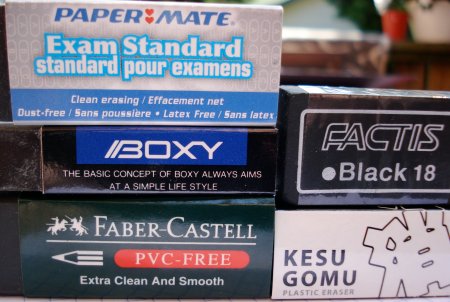 PAPER MATE
Exam Standard
standard pour examens
Clean erasing / Effacement net
Dust-free / Sans poussière • Latex Free / Sans latex
BOXY
THE BASIC CONCEPT OF BOXY ALWAYS AIMS
AT A SIMPLE LIFE STYLE
FABER-CASTELL
PVC-FREE
Extra Clean And Smooth
FACTIS
Black 18
KESU
GOMU
PLASTIC ERASER